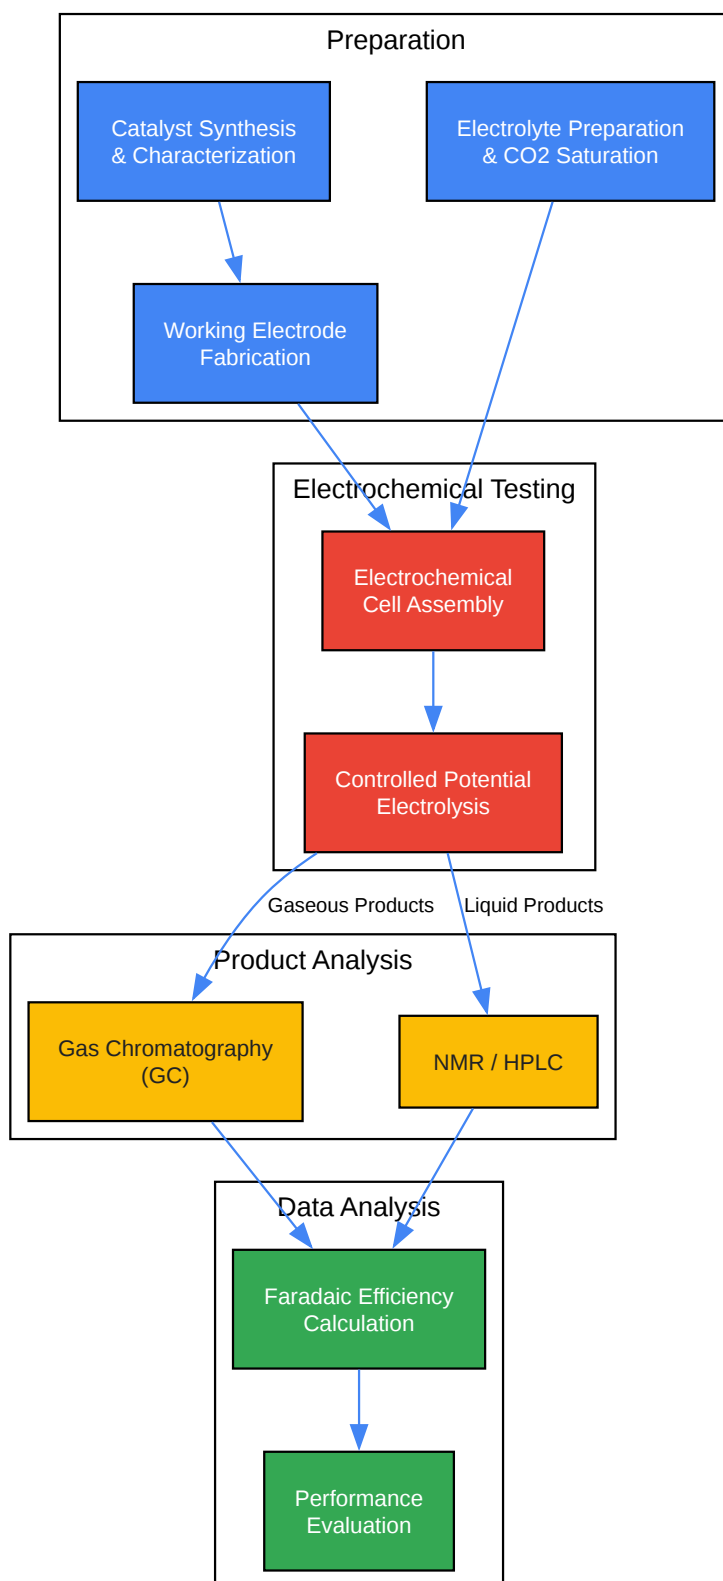 Preparation
Catalyst Synthesis
& Characterization
Electrolyte Preparation
& CO2 Saturation
Working Electrode
Fabrication
Electrochemical Testing
Electrochemical
Cell Assembly
Controlled Potential
Electrolysis
Gaseous Products
Liquid Products
Product Analysis
Gas Chromatography
(GC)
NMR / HPLC
Data Analysis
Faradaic Efficiency
Calculation
Performance
Evaluation